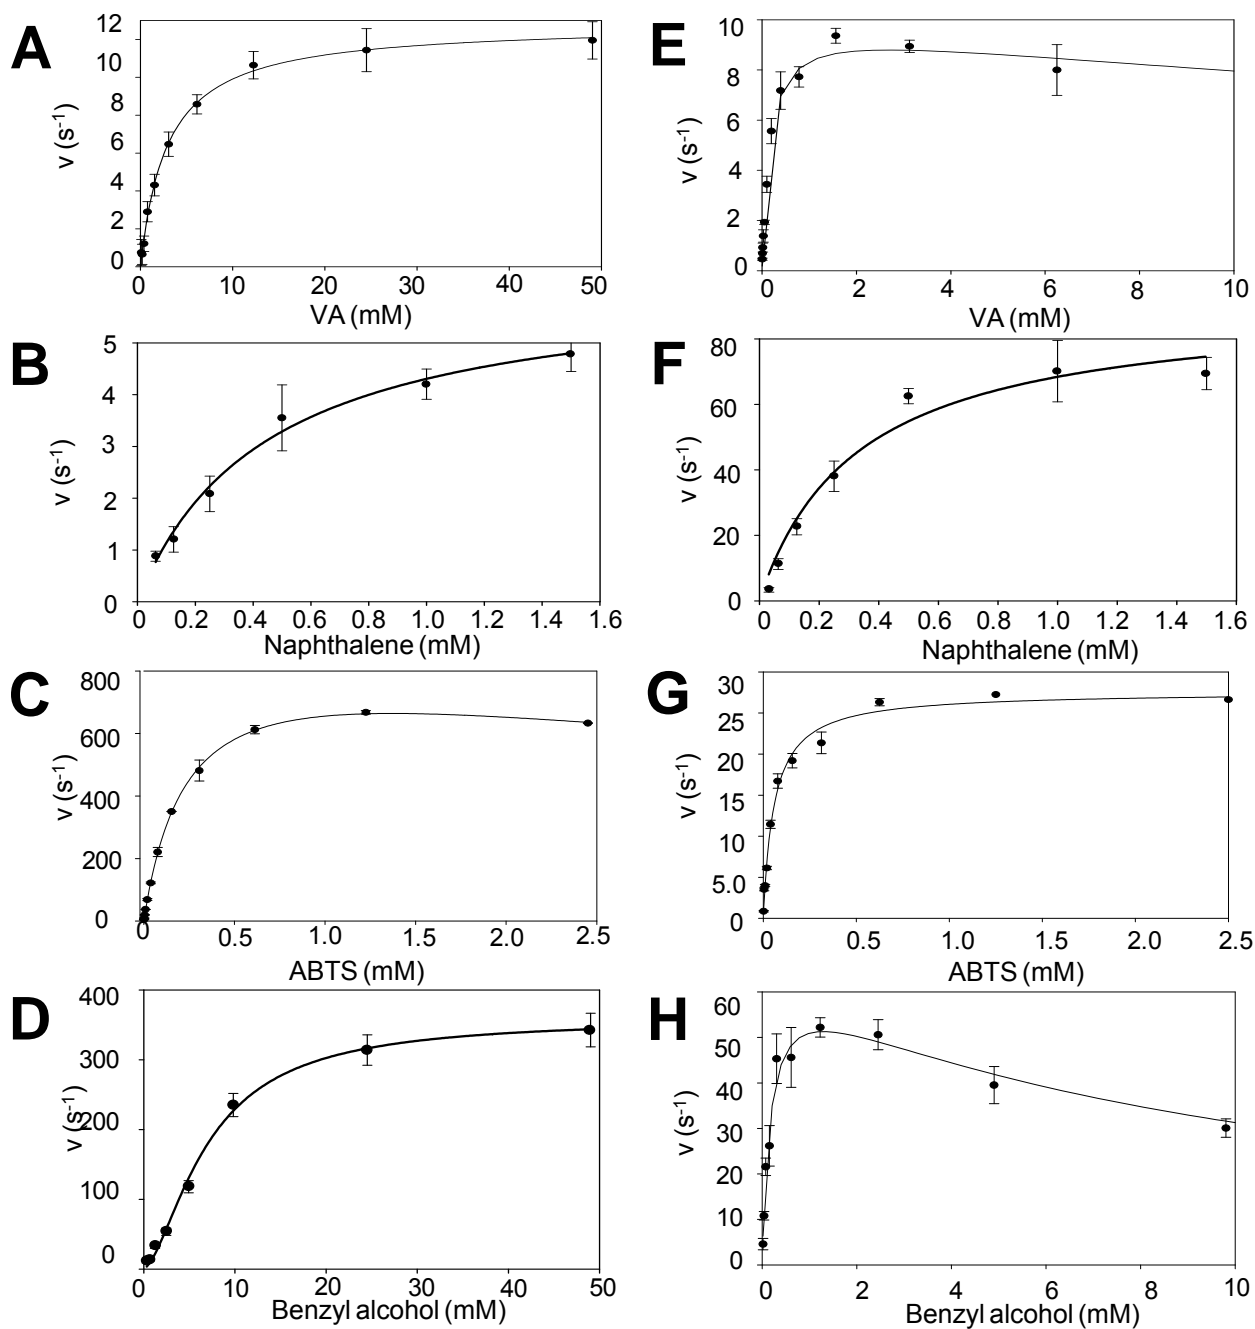 A
12
10
8
6
4
2
0
v (s-1)
0 10 20 30 40 50
VA (mM)
E
10
8
6
4
2
0
v (s-1)
0 2 4 6 8 10
VA (mM)
B
5
4
3
2
1
0
v (s-1)
0 0.2 0.4 0.6 0.8 1.0 1.2 1.4 1.6
Naphthalene (mM)
F
80
60
40
20
0
v (s-1)
0 0.2 0.4 0.6 0.8 1.0 1.2 1.4 1.6
Naphthalene (mM)
C
800
600
400
200
0
v (s-1)
0 0.5 1.0 1.5 2.0 2.5
ABTS (mM)
G
30
25
20
15
10
5.0
0
v (s-1)
0 0.5 1.0 1.5 2.0 2.5
ABTS (mM)
D
400
300
200
100
0
v (s-1)
0 10 20 30 40 50
Benzyl alcohol (mM)
H
60
50
40
30
20
10
0
v (s-1)
0 2 4 6 8 10
Benzyl alcohol (mM)